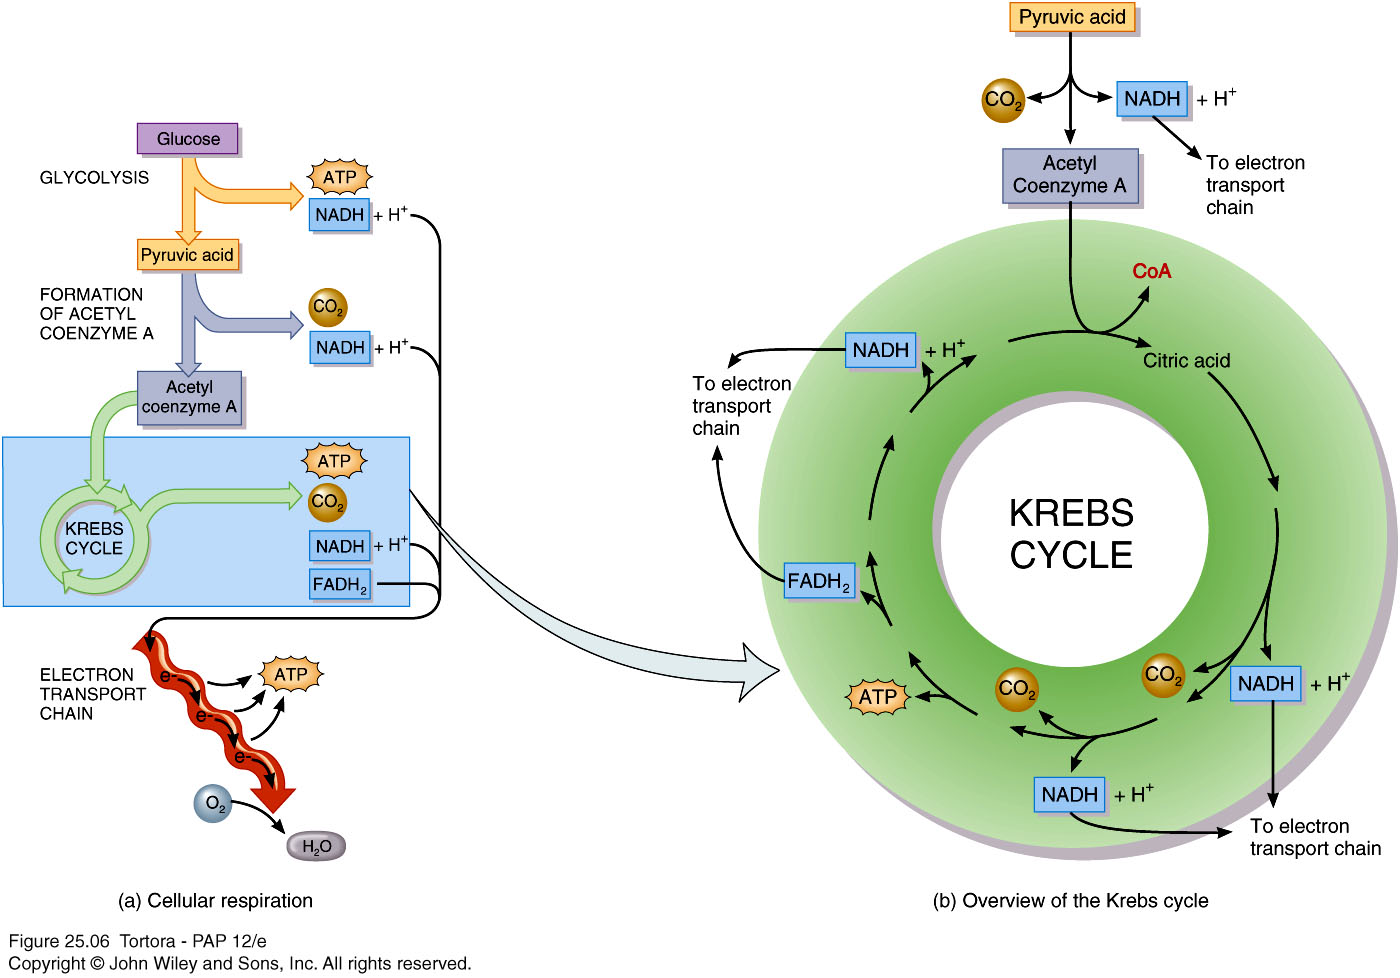 Glucose
GLYCOLYSIS
ATP
NADH + H+
Pyruvic acid
FORMATION
OF ACETYL
COENZYME A
CO2
NADH + H+
Acetyl
coenzyme A
KREBS
CYCLE
ATP
CO2
NADH + H+
FADH2
ELECTRON
TRANSPORT
CHAIN
e-
e-
e-
ATP
O2
H2O
(a) Cellular respiration
Pyruvic acid
CO2
NADH + H+
To electron
transport
chain
Acetyl
Coenzyme A
CoA
Citric acid
NADH + H+
To electron
transport
chain
KREBS
CYCLE
FADH2
ATP
CO2
CO2
NADH + H+
NADH + H+
To electron
transport chain
(b) Overview of the Krebs cycle
Figure 25.06 Tortora - PAP 12/e
Copyright © John Wiley and Sons, Inc. All rights reserved.